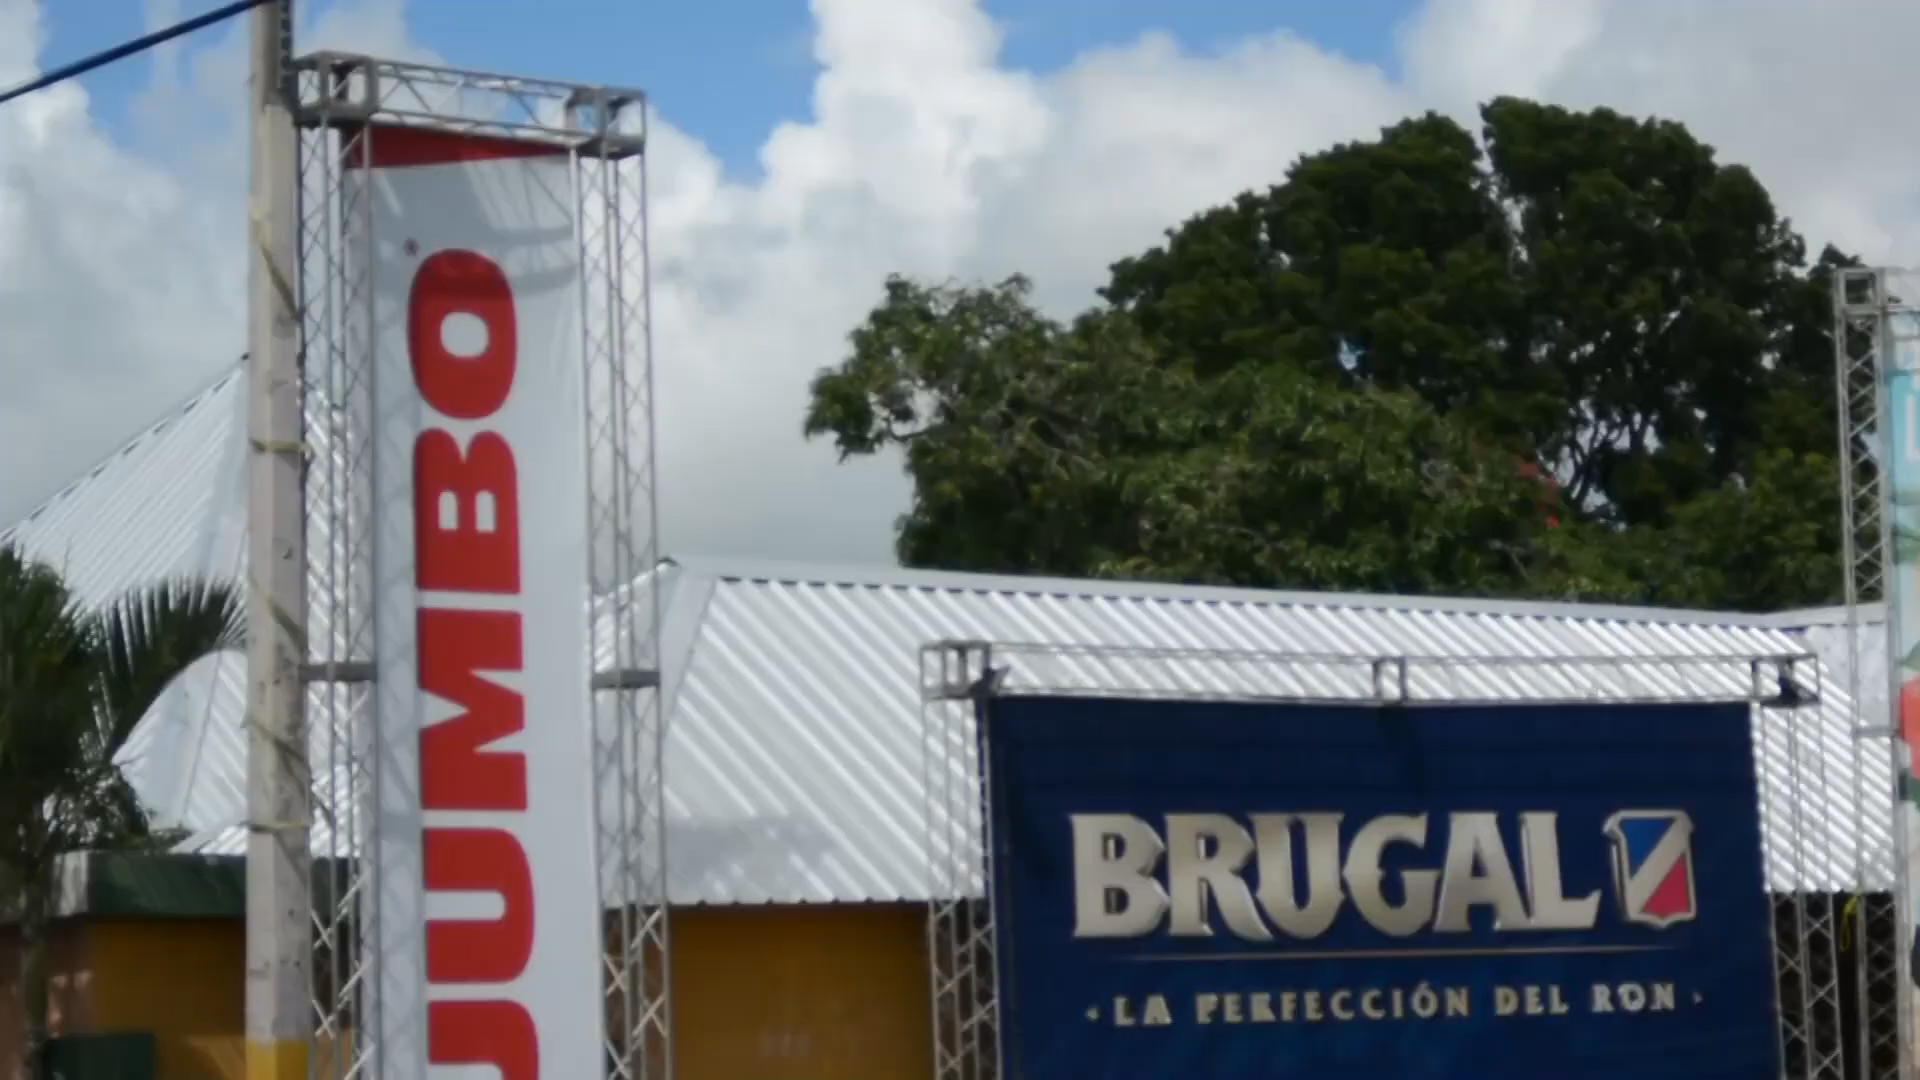 JUMBO
BRUGAL
· LA PERFECCIÓN DEL RON ·